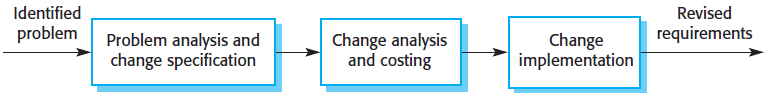 Identified
problem
Problem analysis and
change specification
Change analysis
and costing
Change
implementation
Revised
requirements